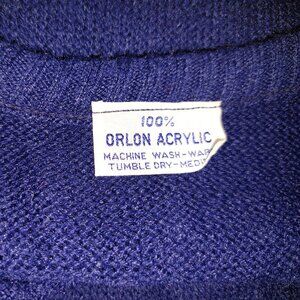 100%
ORLON ACRYLIC
MACHINE WASH-WAR
TUMBLE DRY-MEDI